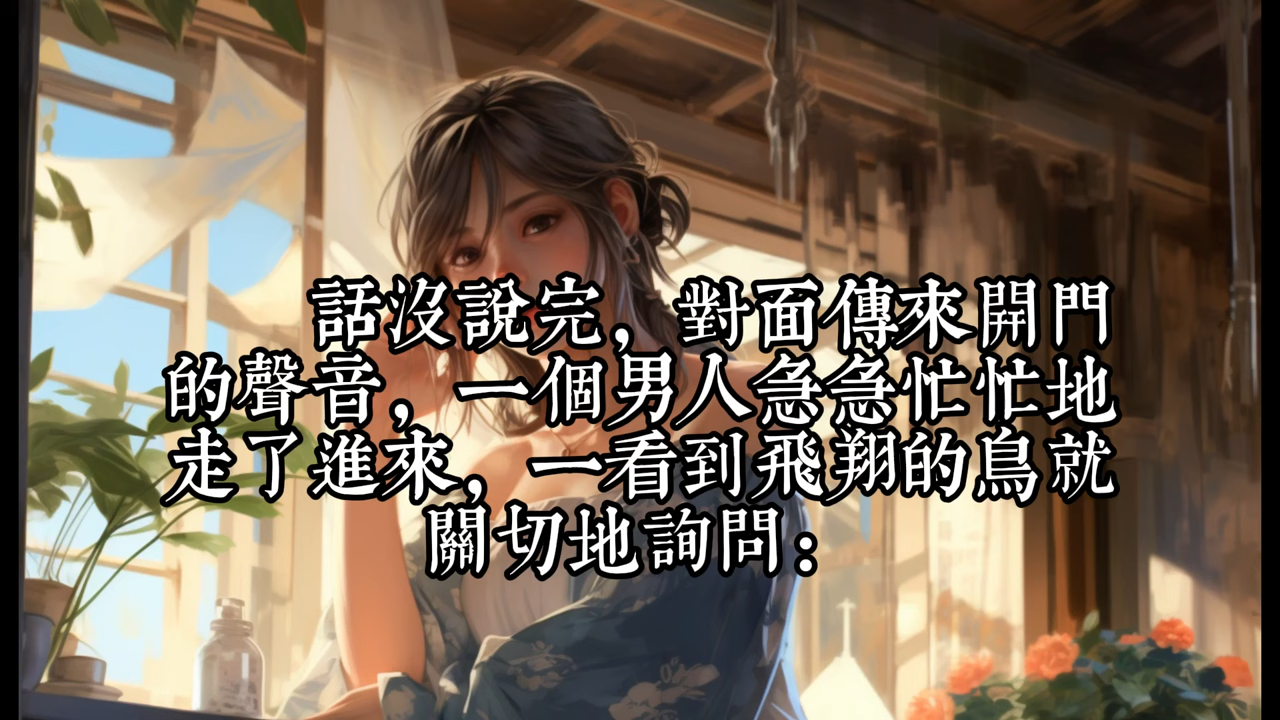 話沒說完，對面傳來開門
的聲音，一個男人急急忙忙地
走了進來，一看到飛翔的鳥就
關切地詢問：